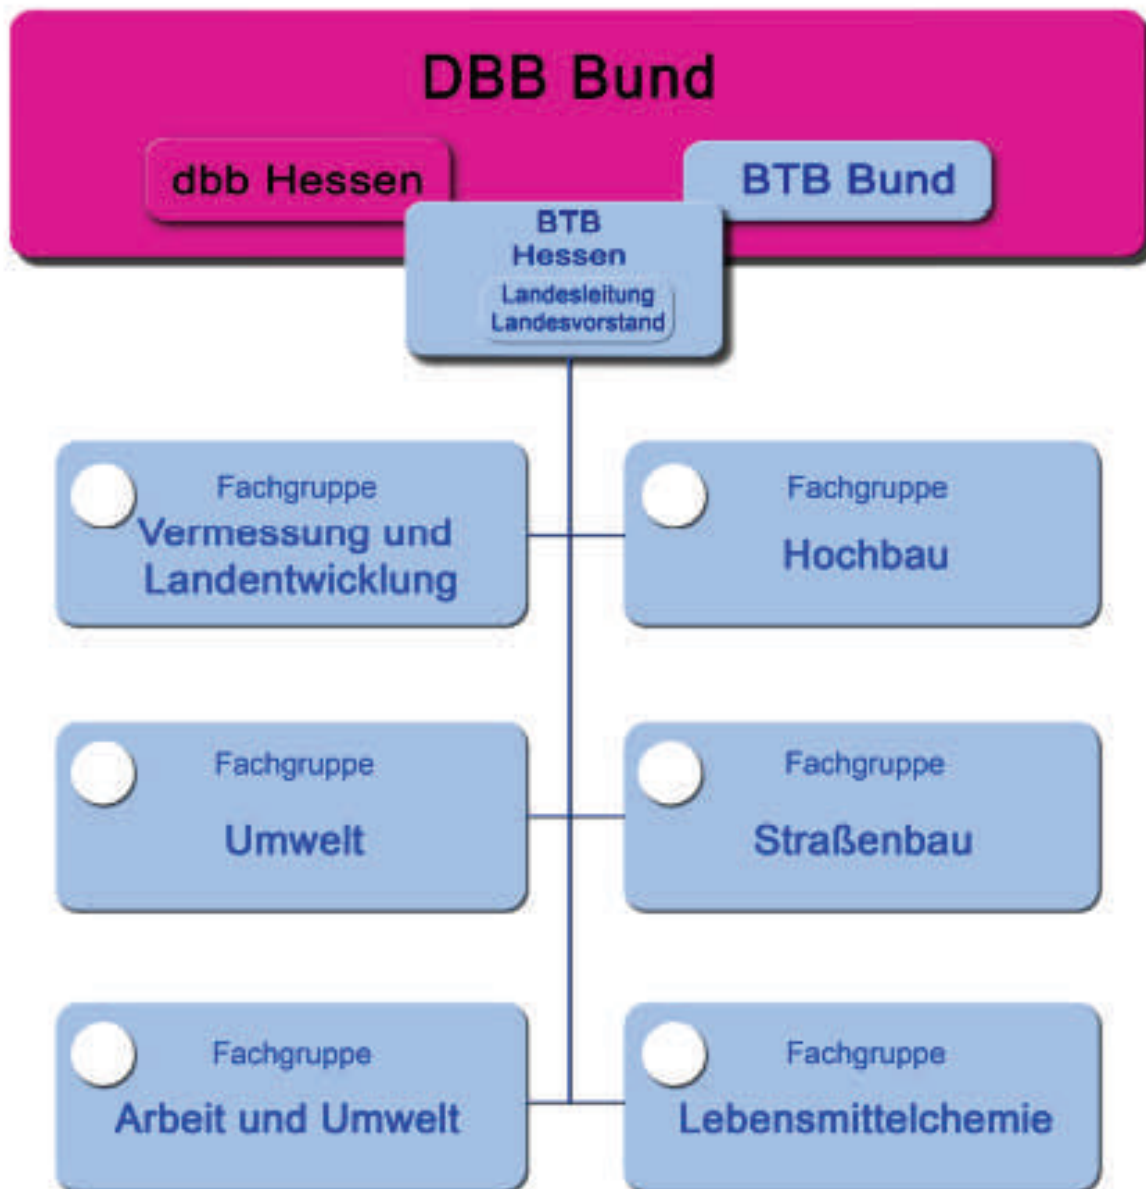 DBB Bund
dbb Hessen
BTB Bund
BTB
Hessen
Landesleitung
Landesvorstand
Fachgruppe
Vermessung und
Landentwicklung
Fachgruppe
Hochbau
Fachgruppe
Umwelt
Fachgruppe
Straßenbau
Fachgruppe
Arbeit und Umwelt
Fachgruppe
Lebensmittelchemie